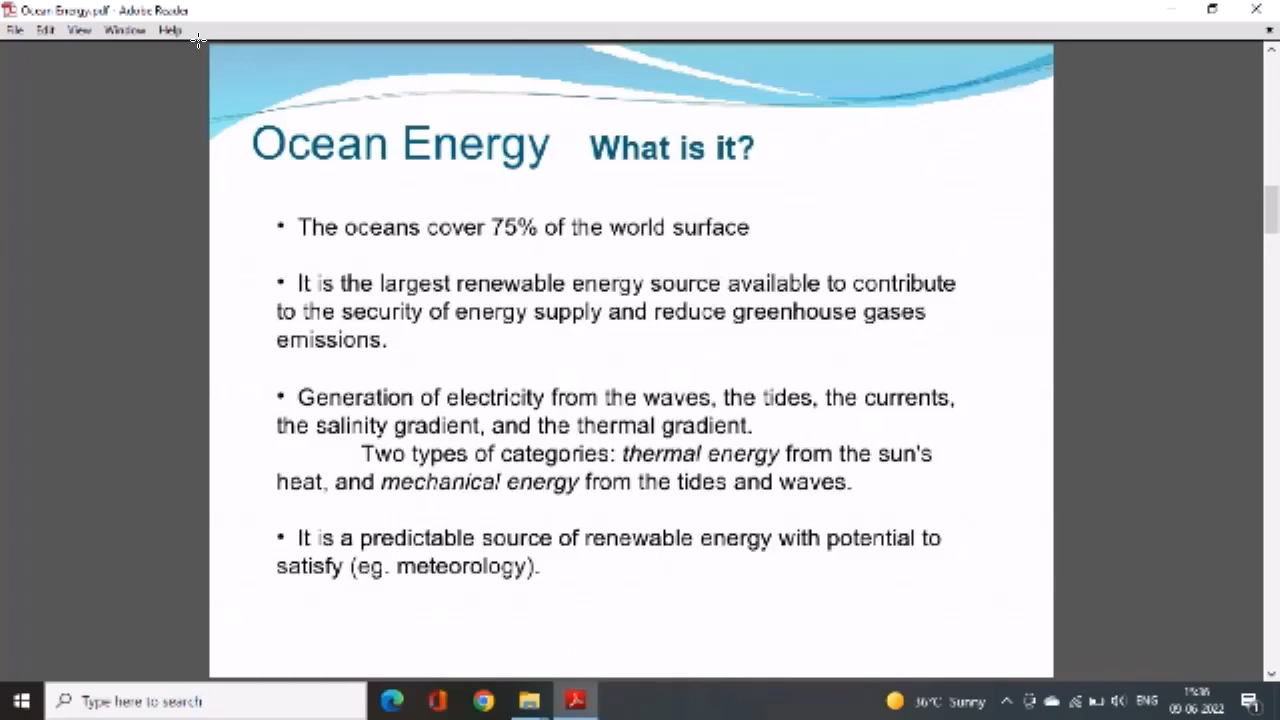 Ocean Energy.pdf - Adobe Reader
File Edit View Window Help
Ocean Energy What is it?
• The oceans cover 75% of the world surface
• It is the largest renewable energy source available to contribute
to the security of energy supply and reduce greenhouse gases
emissions.
• Generation of electricity from the waves, the tides, the currents,
the salinity gradient, and the thermal gradient.
Two types of categories: thermal energy from the sun's
heat, and mechanical energy from the tides and waves.
• It is a predictable source of renewable energy with potential to
satisfy (eg. meteorology).
Type here to search
36°C Sunny
ENG
09-06-2022